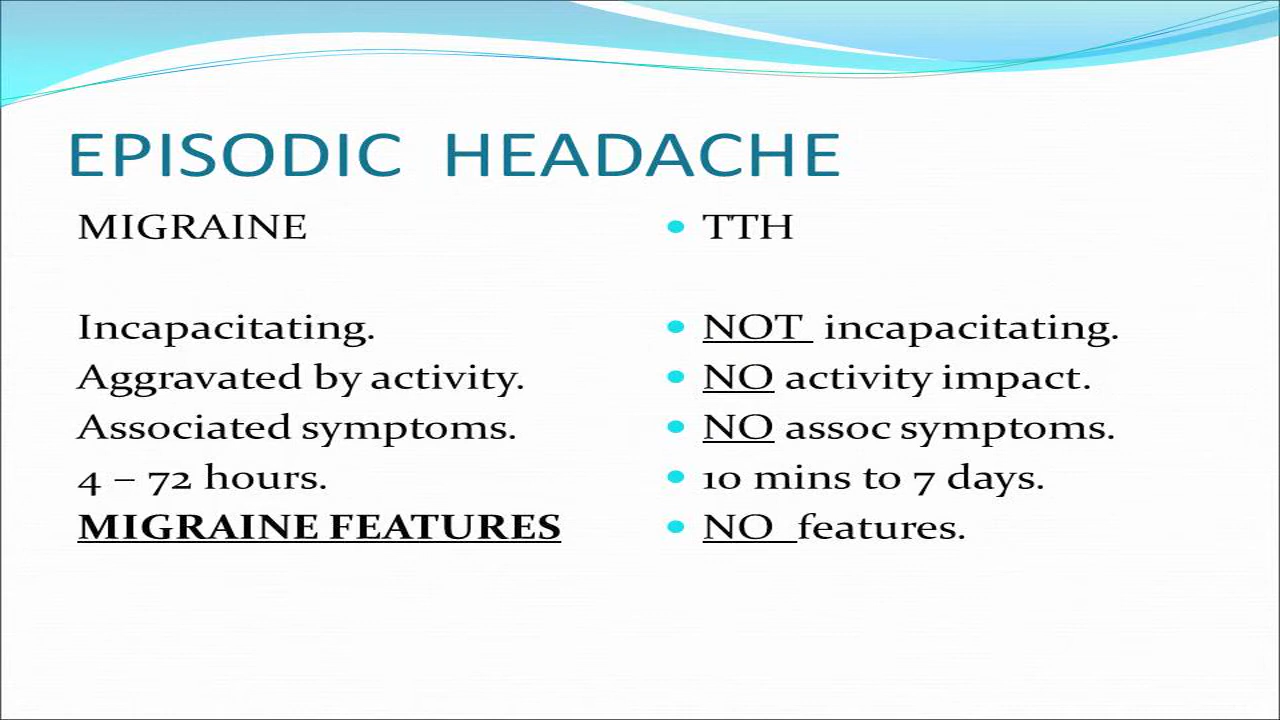 EPISODIC HEADACHE
MIGRAINE
Incapacitating.
Aggravated by activity.
Associated symptoms.
4 – 72 hours.
MIGRAINE FEATURES
• TTH
• NOT incapacitating.
• NO activity impact.
• NO assoc symptoms.
• 10 mins to 7 days.
• NO features.